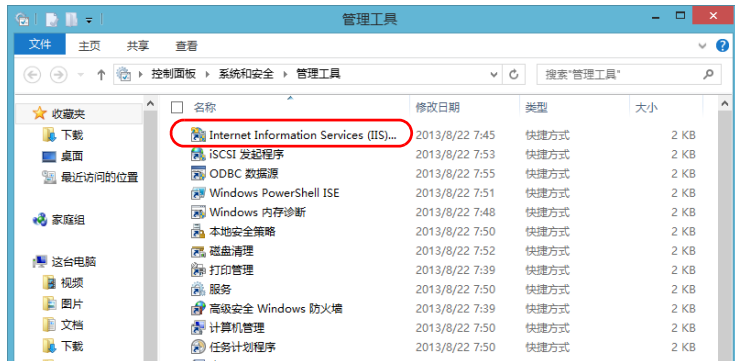 管理工具
文件 主页 共享 查看
控制面板 系统和安全 管理工具 搜索"管理工具"
收藏夹
下载
桌面
最近访问的位置
家庭组
这台电脑
视频
图片
文档
下载
名称 修改日期 类型 大小
Internet Information Services (IIS)... 2013/8/22 7:45 快捷方式 2 KB
iSCSI 发起程序 2013/8/22 7:53 快捷方式 2 KB
ODBC 数据源 2013/8/22 7:55 快捷方式 2 KB
Windows PowerShell ISE 2013/8/22 7:51 快捷方式 2 KB
Windows 内存诊断 2013/8/22 7:48 快捷方式 2 KB
本地安全策略 2013/8/22 7:50 快捷方式 2 KB
磁盘清理 2013/8/22 7:52 快捷方式 2 KB
打印管理 2013/8/22 7:39 快捷方式 2 KB
服务 2013/8/22 7:50 快捷方式 2 KB
高级安全 Windows 防火墙 2013/8/22 7:39 快捷方式 2 KB
计算机管理 2013/8/22 7:50 快捷方式 2 KB
任务计划程序 2013/8/22 7:50 快捷方式 2 KB